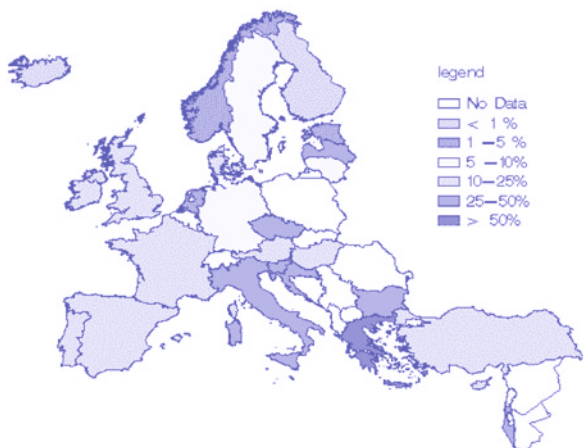 legend
No Data
< 1%
1 –5 %
5 –10%
10–25%
25–50%
> 50%